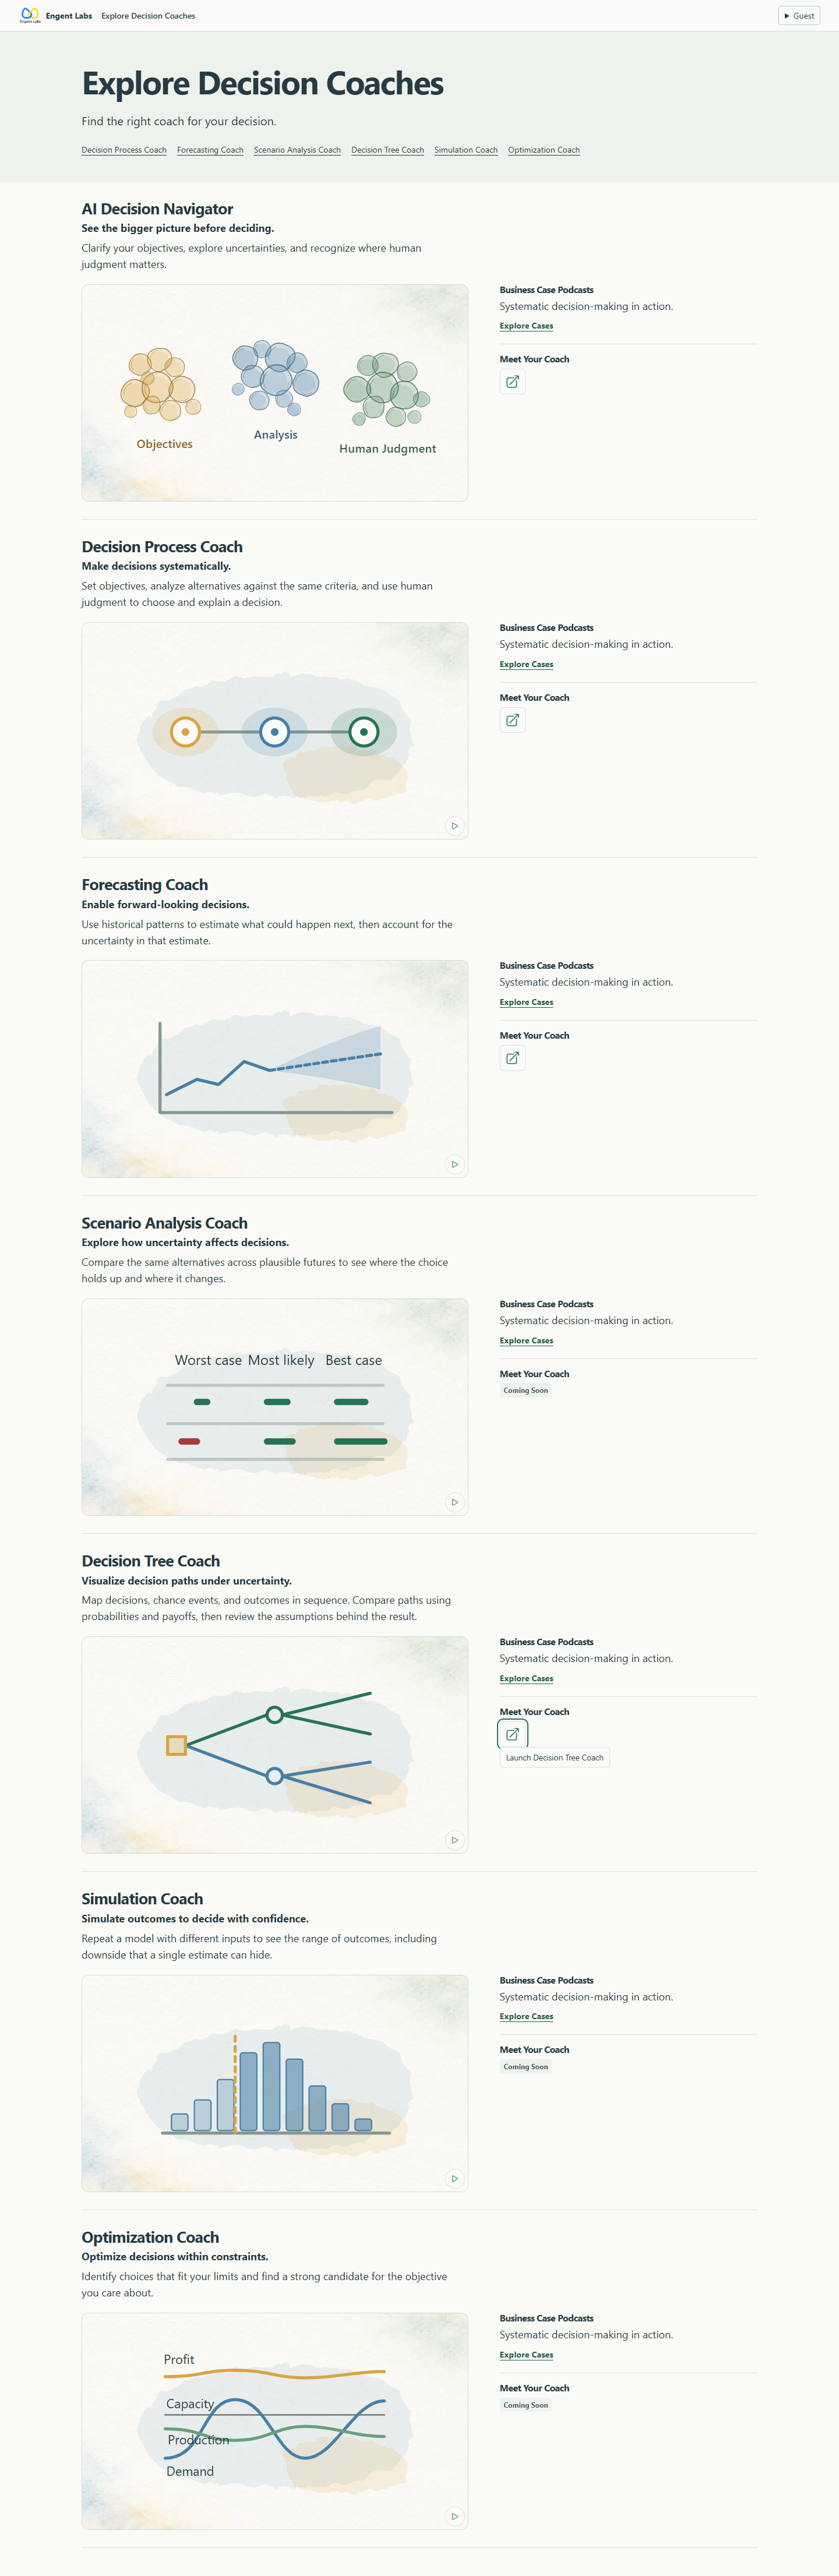 Engent Labs
Engent Labs
Explore Decision Coaches
Guest
Explore Decision Coaches
Find the right coach for your decision.
Decision Process Coach
Forecasting Coach
Scenario Analysis Coach
Decision Tree Coach
Simulation Coach
Optimization Coach
AI Decision Navigator
See the bigger picture before deciding.
Clarify your objectives, explore uncertainties, and recognize where human
judgment matters.
Objectives
Analysis
Human Judgment
Business Case Podcasts
Systematic decision-making in action.
Explore Cases
Meet Your Coach
Decision Process Coach
Make decisions systematically.
Set objectives, analyze alternatives against the same criteria, and use human
judgment to choose and explain a decision.
Business Case Podcasts
Systematic decision-making in action.
Explore Cases
Meet Your Coach
Forecasting Coach
Enable forward-looking decisions.
Use historical patterns to estimate what could happen next, then account for the
uncertainty in that estimate.
Business Case Podcasts
Systematic decision-making in action.
Explore Cases
Meet Your Coach
Scenario Analysis Coach
Explore how uncertainty affects decisions.
Compare the same alternatives across plausible futures to see where the choice
holds up and where it changes.
Worst case Most likely Best case
Business Case Podcasts
Systematic decision-making in action.
Explore Cases
Meet Your Coach
Coming Soon
Decision Tree Coach
Visualize decision paths under uncertainty.
Map decisions, chance events, and outcomes in sequence. Compare paths using
probabilities and payoffs, then review the assumptions behind the result.
Business Case Podcasts
Systematic decision-making in action.
Explore Cases
Meet Your Coach
Launch Decision Tree Coach
Simulation Coach
Simulate outcomes to decide with confidence.
Repeat a model with different inputs to see the range of outcomes, including
downside that a single estimate can hide.
Business Case Podcasts
Systematic decision-making in action.
Explore Cases
Meet Your Coach
Coming Soon
Optimization Coach
Optimize decisions within constraints.
Identify choices that fit your limits and find a strong candidate for the objective
you care about.
Profit
Capacity
Production
Demand
Business Case Podcasts
Systematic decision-making in action.
Explore Cases
Meet Your Coach
Coming Soon